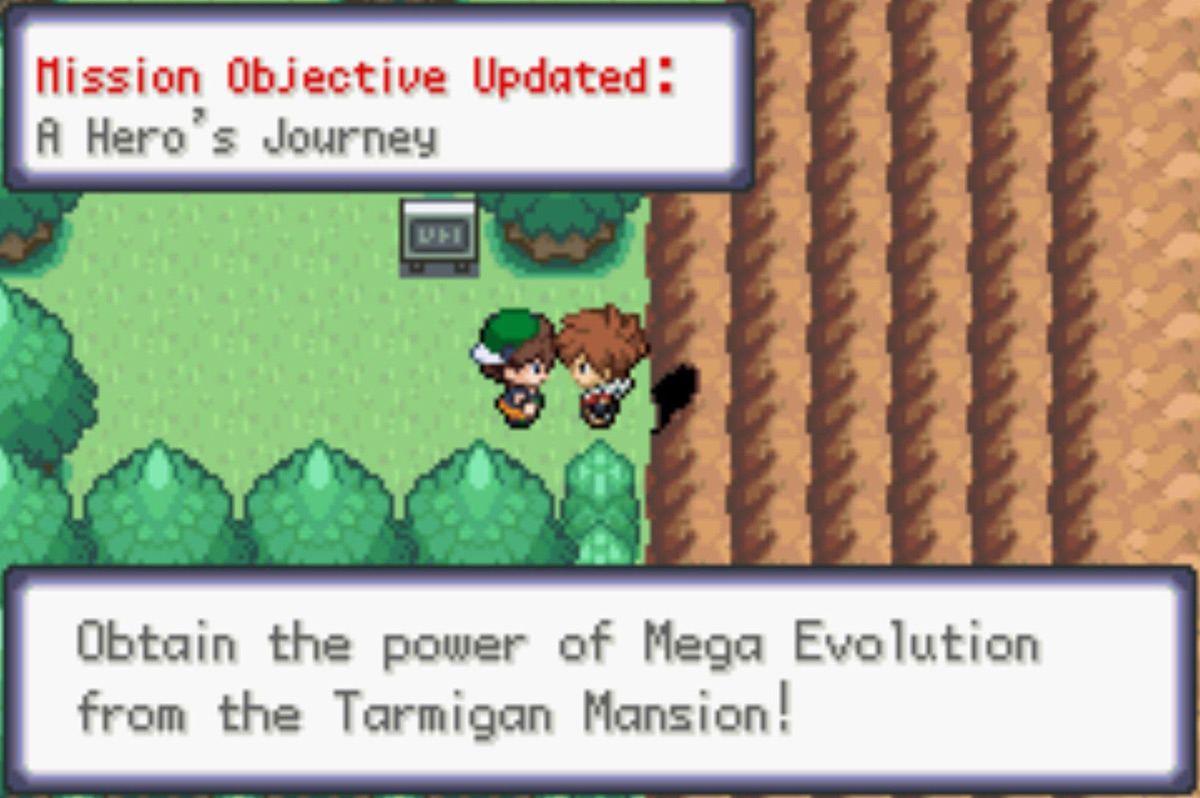 Mission Objective Updated:
A Hero's Journey
Obtain the power of Mega Evolution
from the Tarmigan Mansion!